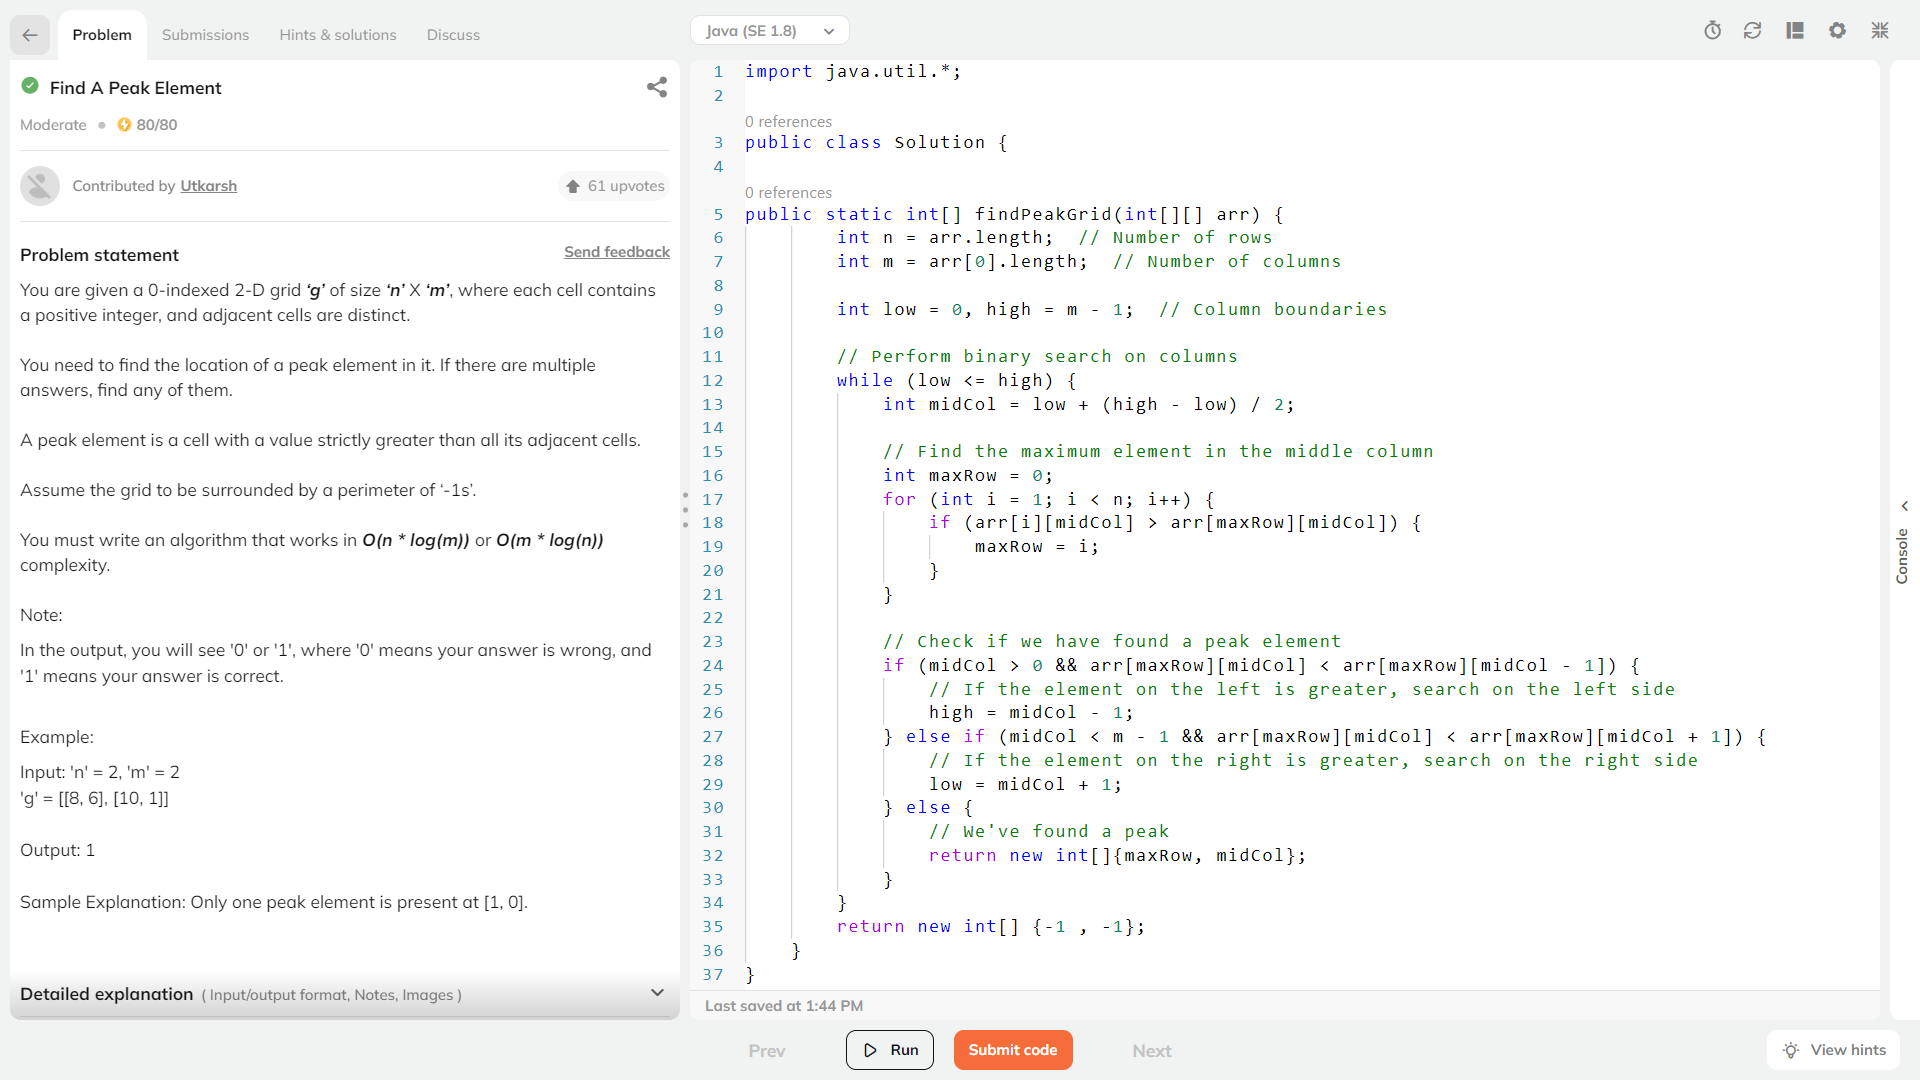 Problem
Submissions
Hints & solutions
Discuss
Find A Peak Element
Moderate
80/80
Contributed by Utkarsh
61 upvotes
Problem statement
Send feedback
You are given a 0-indexed 2-D grid ‘g’ of size ‘n’ X ‘m’, where each cell contains
a positive integer, and adjacent cells are distinct.
You need to find the location of a peak element in it. If there are multiple
answers, find any of them.
A peak element is a cell with a value strictly greater than all its adjacent cells.
Assume the grid to be surrounded by a perimeter of ‘-1s’.
You must write an algorithm that works in O(n * log(m)) or O(m * log(n))
complexity.
Note:
In the output, you will see '0' or '1', where '0' means your answer is wrong, and
'1' means your answer is correct.
Example:
Input: 'n' = 2, 'm' = 2
'g' = [[8, 6], [10, 1]]
Output: 1
Sample Explanation: Only one peak element is present at [1, 0].
Detailed explanation ( Input/output format, Notes, Images )
Java (SE 1.8)
1 import java.util.*;
2
0 references
3 public class Solution {
4
0 references
5 public static int[] findPeakGrid(int[][] arr) {
6 int n = arr.length; // Number of rows
7 int m = arr[0].length; // Number of columns
8
9 int low = 0, high = m - 1; // Column boundaries
10
11 // Perform binary search on columns
12 while (low <= high) {
13 int midCol = low + (high - low) / 2;
14
15 // Find the maximum element in the middle column
16 int maxRow = 0;
17 for (int i = 1; i < n; i++) {
18 if (arr[i][midCol] > arr[maxRow][midCol]) {
19 maxRow = i;
20 }
21 }
22
23 // Check if we have found a peak element
24 if (midCol > 0 && arr[maxRow][midCol] < arr[maxRow][midCol - 1]) {
25 // If the element on the left is greater, search on the left side
26 high = midCol - 1;
27 } else if (midCol < m - 1 && arr[maxRow][midCol] < arr[maxRow][midCol + 1]) {
28 // If the element on the right is greater, search on the right side
29 low = midCol + 1;
30 } else {
31 // We've found a peak
32 return new int[]{maxRow, midCol};
33 }
34 }
35 return new int[] {-1 , -1};
36 }
37 }
Last saved at 1:44 PM
Console
Prev
Run
Submit code
Next
View hints